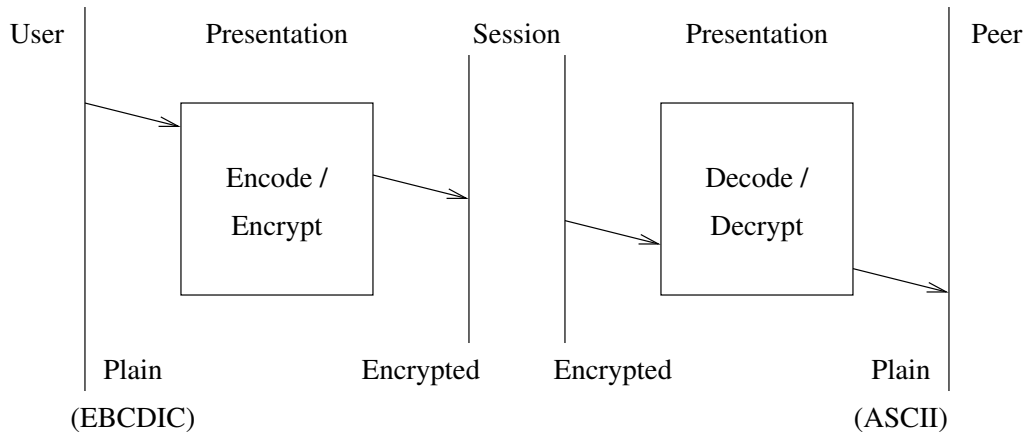 User Presentation Session Presentation Peer
Encode / Decode /
Encrypt Decrypt
Plain Encrypted Encrypted Plain
(EBCDIC) (ASCII)